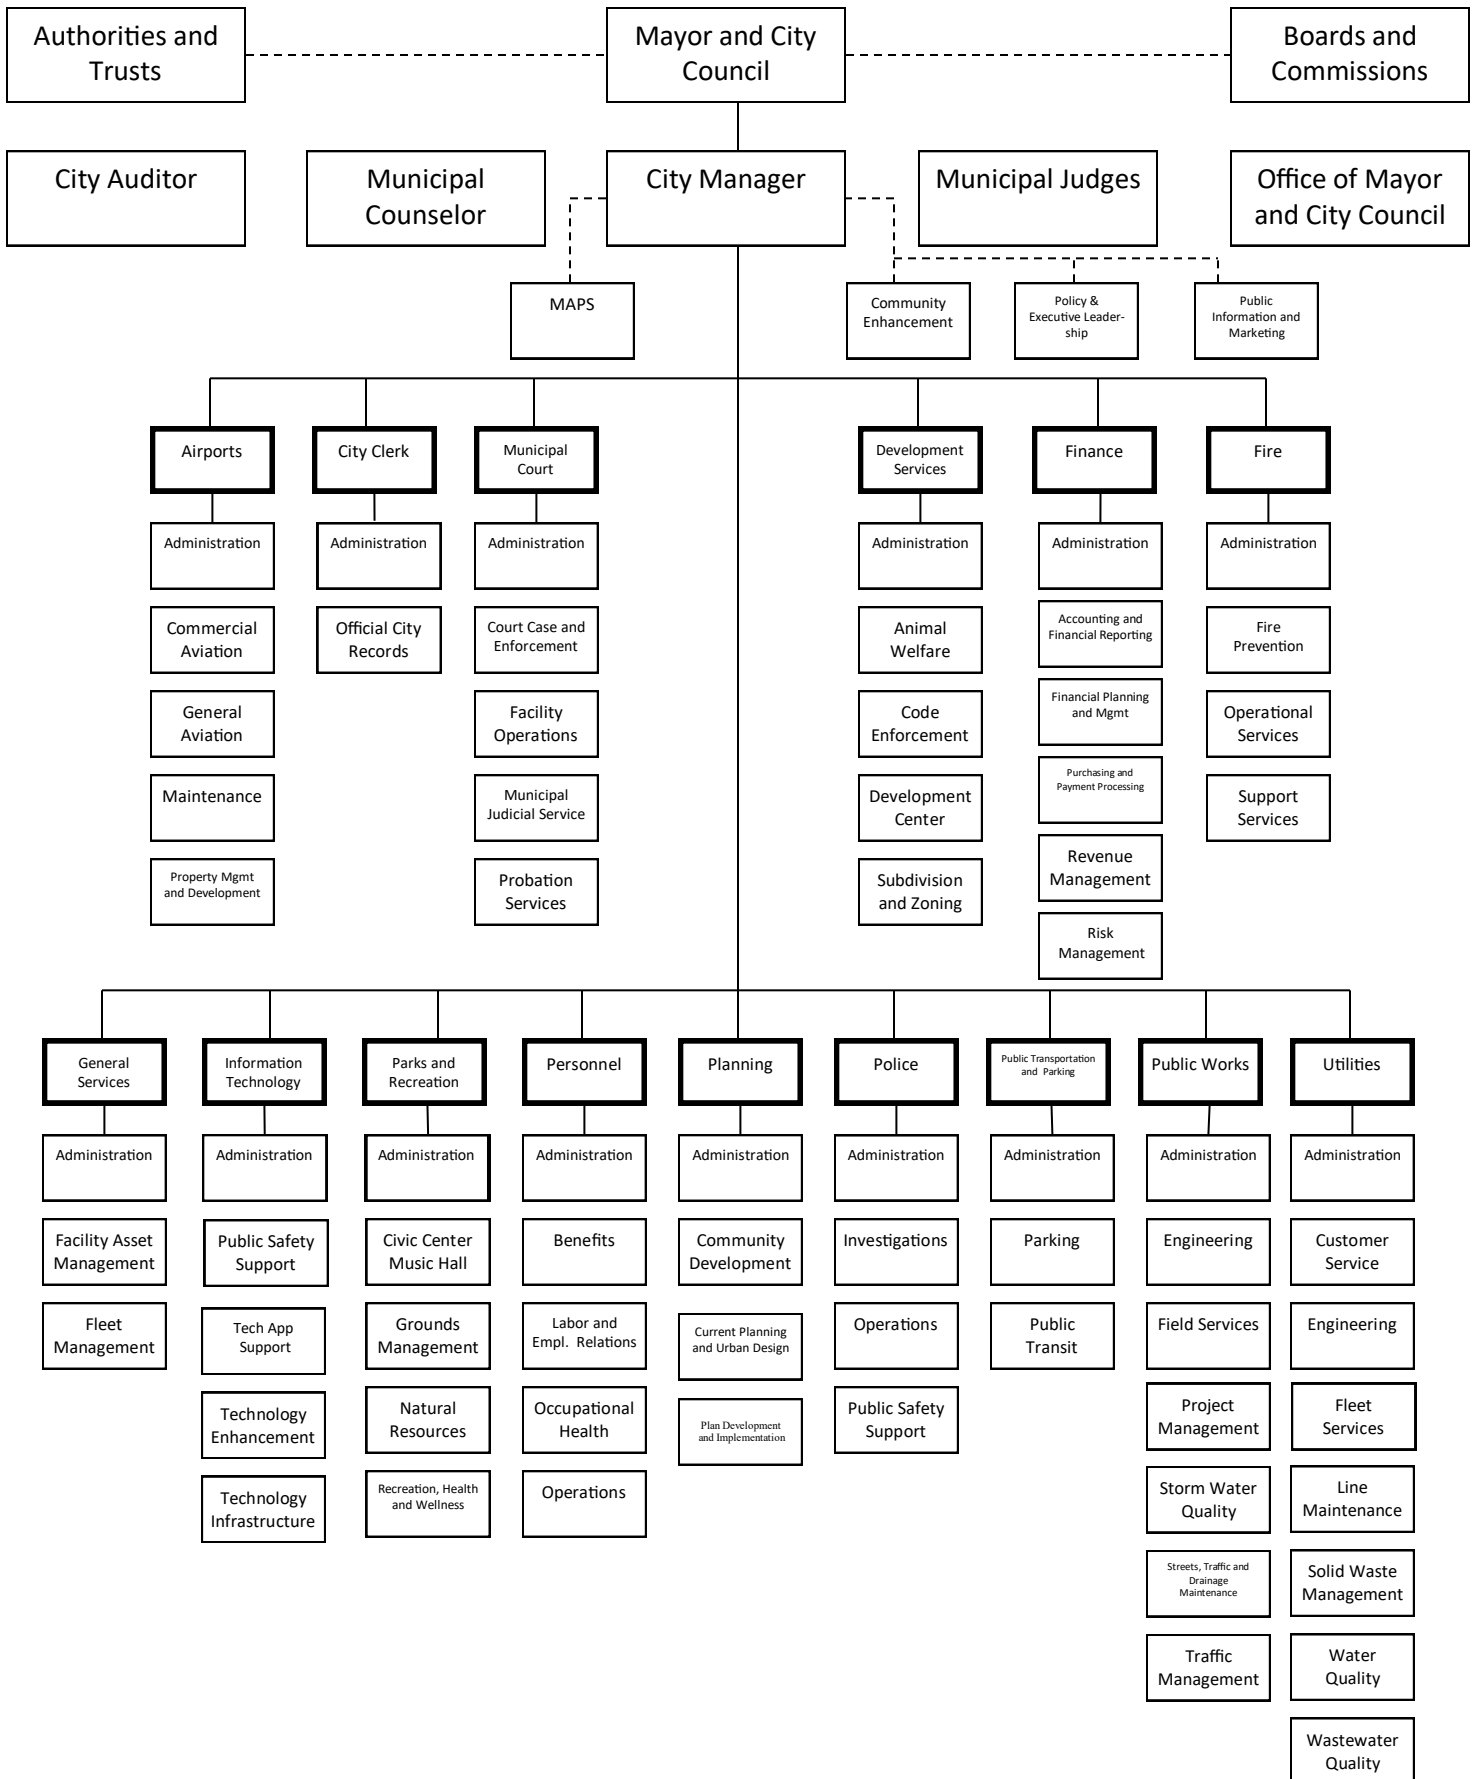 Authorities and
Trusts
Mayor and City
Council
Boards and
Commissions
City Auditor
Municipal
Counselor
City Manager
Municipal Judges
Office of Mayor
and City Council
MAPS
Community
Enhancement
Policy &
Executive Leader-
ship
Public
Information and
Marketing
Airports
Administration
Commercial
Aviation
General
Aviation
Maintenance
Property Mgmt
and Development
City Clerk
Administration
Official City
Records
Municipal
Court
Administration
Court Case and
Enforcement
Facility
Operations
Municipal
Judicial Service
Probation
Services
Development
Services
Administration
Animal
Welfare
Code
Enforcement
Development
Center
Subdivision
and Zoning
Finance
Administration
Accounting and
Financial Reporting
Financial Planning
and Mgmt
Purchasing and
Payment Processing
Revenue
Management
Risk
Management
Fire
Administration
Fire
Prevention
Operational
Services
Support
Services
General
Services
Administration
Facility Asset
Management
Fleet
Management
Information
Technology
Administration
Public Safety
Support
Tech App
Support
Technology
Enhancement
Technology
Infrastructure
Parks and
Recreation
Administration
Civic Center
Music Hall
Grounds
Management
Natural
Resources
Recreation, Health
and Wellness
Personnel
Administration
Benefits
Labor and
Empl. Relations
Occupational
Health
Operations
Planning
Administration
Community
Development
Current Planning
and Urban Design
Plan Development
and Implementation
Police
Administration
Investigations
Operations
Public Safety
Support
Public Transportation
and Parking
Administration
Parking
Public
Transit
Public Works
Administration
Engineering
Field Services
Project
Management
Storm Water
Quality
Streets, Traffic and
Drainage
Maintenance
Traffic
Management
Utilities
Administration
Customer
Service
Engineering
Fleet
Services
Line
Maintenance
Solid Waste
Management
Water
Quality
Wastewater
Quality